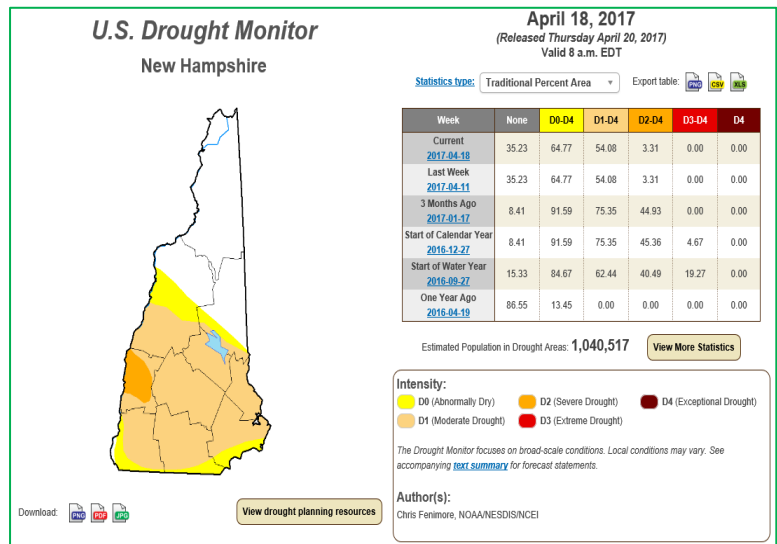 U.S. Drought Monitor
New Hampshire
April 18, 2017
(Released Thursday April 20, 2017)
Valid 8 a.m. EDT
Statistics type: Traditional Percent Area Export table: PNG CSV XLS
Week None D0-D4 D1-D4 D2-D4 D3-D4 D4
Current
2017-04-18 35.23 64.77 54.08 3.31 0.00 0.00
Last Week
2017-04-11 35.23 64.77 54.08 3.31 0.00 0.00
3 Months Ago
2017-01-17 8.41 91.59 75.35 44.93 0.00 0.00
Start of Calendar Year
2016-12-27 8.41 91.59 75.35 45.36 4.67 0.00
Start of Water Year
2016-09-27 15.33 84.67 62.44 40.49 19.27 0.00
One Year Ago
2016-04-19 86.55 13.45 0.00 0.00 0.00 0.00
Estimated Population in Drought Areas: 1,040,517 View More Statistics
Intensity:
D0 (Abnormally Dry) D2 (Severe Drought) D4 (Exceptional Drought)
D1 (Moderate Drought) D3 (Extreme Drought)
The Drought Monitor focuses on broad-scale conditions. Local conditions may vary. See
accompanying text summary for forecast statements.
Author(s):
Chris Fenimore, NOAA/NESDIS/NCEI
Download: PNG PDF JPG View drought planning resources